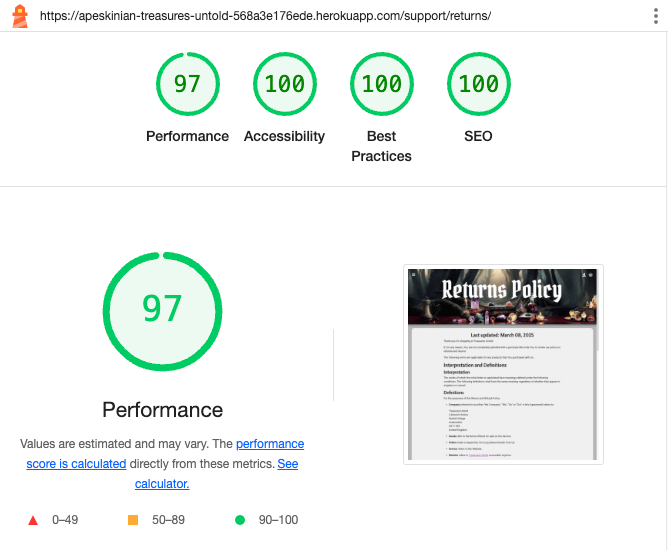 https://apeskinian-treasures-untold-568a3e176ede.herokuapp.com/support/returns/
97
100
100
100
Performance
Accessibility
Best
Practices
SEO
97
Performance
Values are estimated and may vary. The performance
score is calculated directly from these metrics. See
calculator.
0–49
50–89
90–100
Returns Policy
Last updated: March 08, 2025
Interpretation and Definitions
Interpretation
Definitions